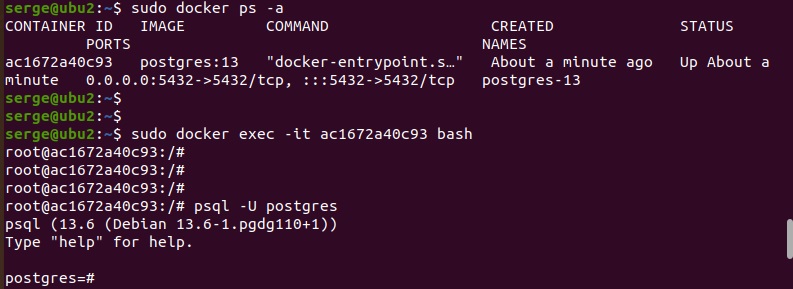 serge@ubu2:~$ sudo docker ps -a
CONTAINER ID   IMAGE         COMMAND                  CREATED              STATUS
         PORTS                                       NAMES
ac1672a40c93   postgres:13   "docker-entrypoint.s…"   About a minute ago   Up About a
minute   0.0.0.0:5432->5432/tcp, :::5432->5432/tcp   postgres-13
serge@ubu2:~$
serge@ubu2:~$
serge@ubu2:~$ sudo docker exec -it ac1672a40c93 bash
root@ac1672a40c93:/#
root@ac1672a40c93:/#
root@ac1672a40c93:/#
root@ac1672a40c93:/# psql -U postgres
psql (13.6 (Debian 13.6-1.pgdg110+1))
Type "help" for help.

postgres=#